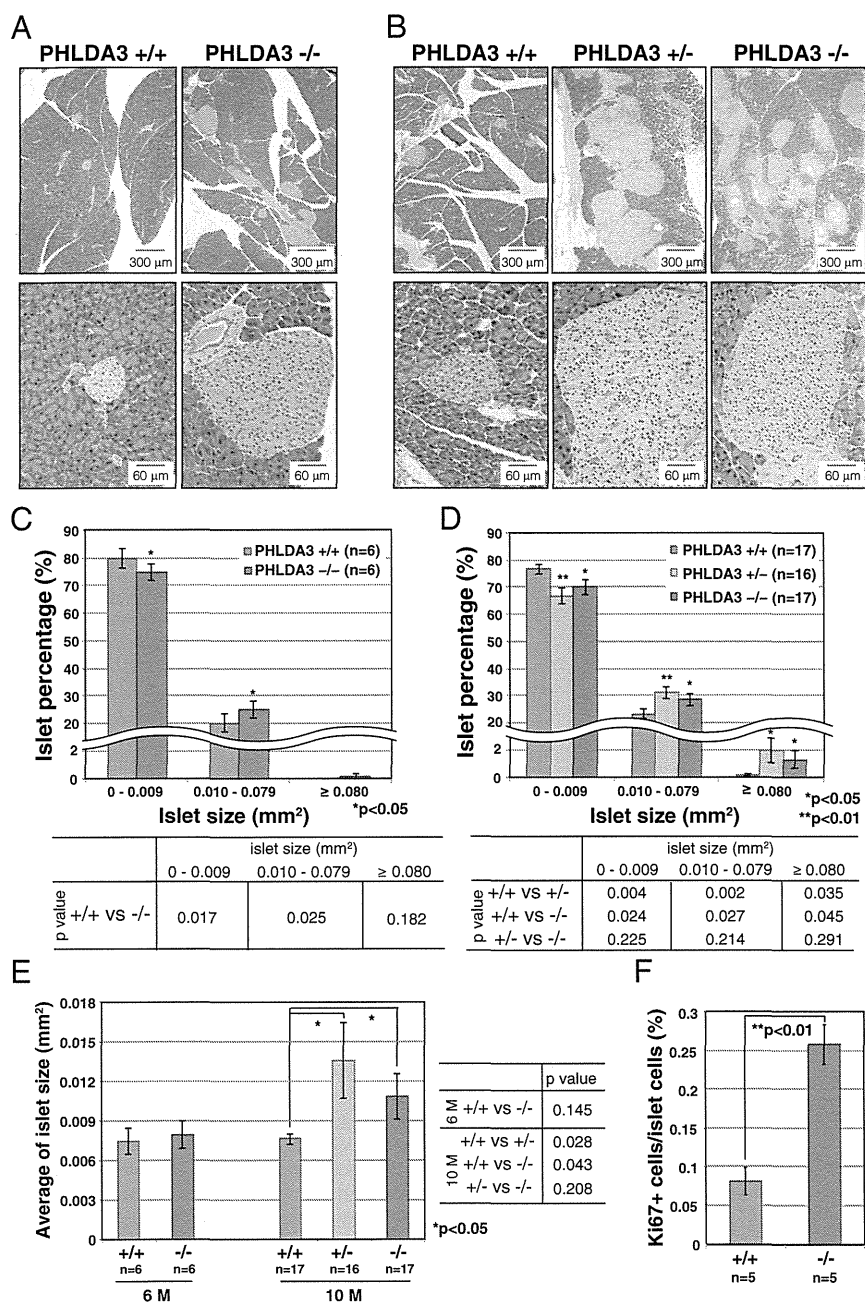 A
PHLDA3 +/+ PHLDA3 -/-
300 µm 300 µm
60 µm 60 µm
B
PHLDA3 +/+ PHLDA3 +/- PHLDA3 -/-
300 µm 300 µm 300 µm
60 µm 60 µm 60 µm
C
Islet percentage (%)
90
80
70
60
50
40
30
20
2
0
PHLDA3 +/+ (n=6)
PHLDA3 −/− (n=6)
* *
0 - 0.009 0.010 - 0.079 ≥ 0.080
Islet size (mm²)
*p<0.05
islet size (mm²)
0 - 0.009 0.010 - 0.079 ≥ 0.080
p value +/+ vs -/- 0.017 0.025 0.182
D
Islet percentage (%)
90
80
70
60
50
40
30
20
2
0
PHLDA3 +/+ (n=17)
PHLDA3 +/− (n=16)
PHLDA3 −/− (n=17)
** * ** * * *
0 - 0.009 0.010 - 0.079 ≥ 0.080
Islet size (mm²)
*p<0.05
**p<0.01
islet size (mm²)
0 - 0.009 0.010 - 0.079 ≥ 0.080
p value
+/+ vs +/- 0.004 0.002 0.035
+/+ vs -/- 0.024 0.027 0.045
+/- vs -/- 0.225 0.214 0.291
E
Average of islet size (mm²)
0.018
0.015
0.012
0.009
0.006
0.003
0
* *
+/+ -/- +/+ +/- -/-
n=6 n=6 n=17 n=16 n=17
6 M 10 M
p value
6 M +/+ vs -/- 0.145
10 M
+/+ vs +/- 0.028
+/+ vs -/- 0.043
+/- vs -/- 0.208
*p<0.05
F
Ki67+ cells/islet cells (%)
0.3
0.25
0.2
0.15
0.1
0.05
0
**p<0.01
+/+ -/-
n=5 n=5